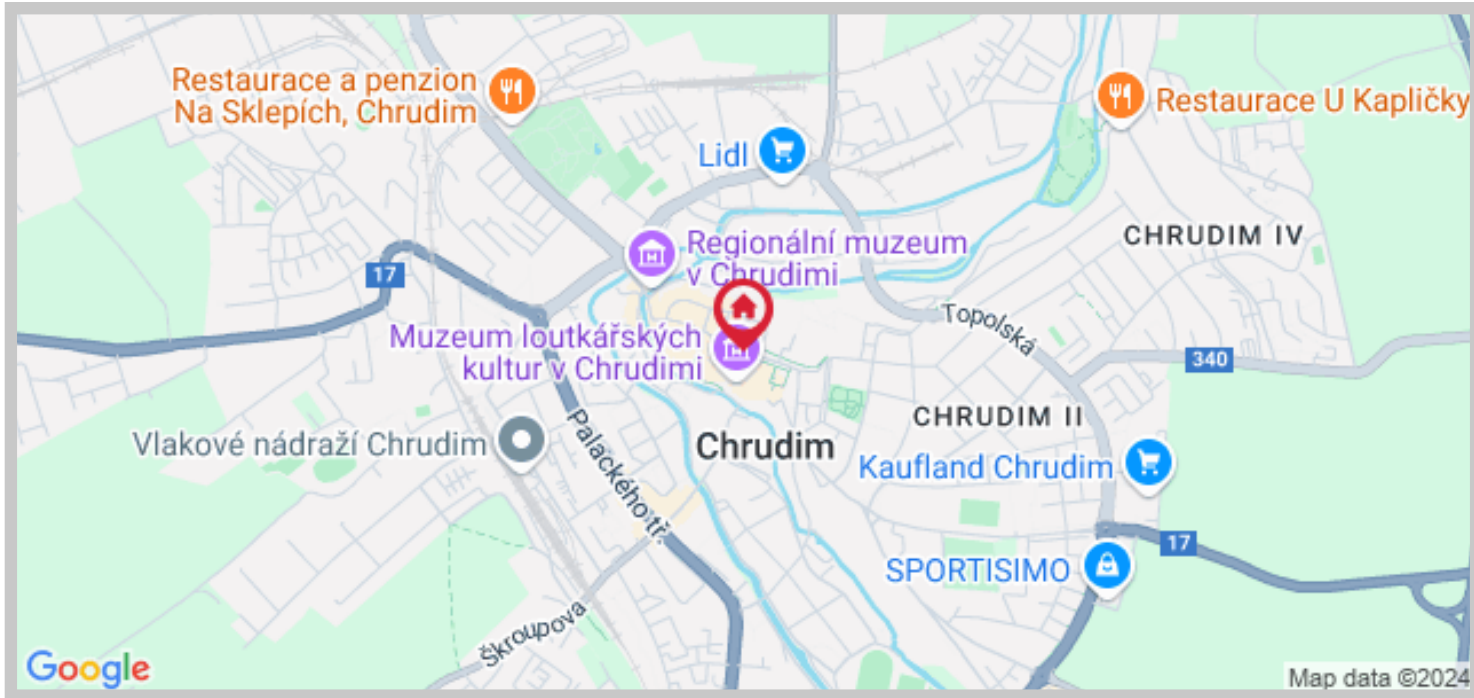 Restaurace a penzion
Na Sklepích, Chrudim
Restaurace U Kapličky
Lidl
CHRUDIM IV
Regionální muzeum
v Chrudimi
17
Topolská
Muzeum loutkářských
kultur v Chrudimi
340
CHRUDIM II
Vlakové nádraží Chrudim
Chrudim
Kaufland Chrudim
Palackého tř.
17
SPORTISIMO
Škroupova
Google
Map data ©2024